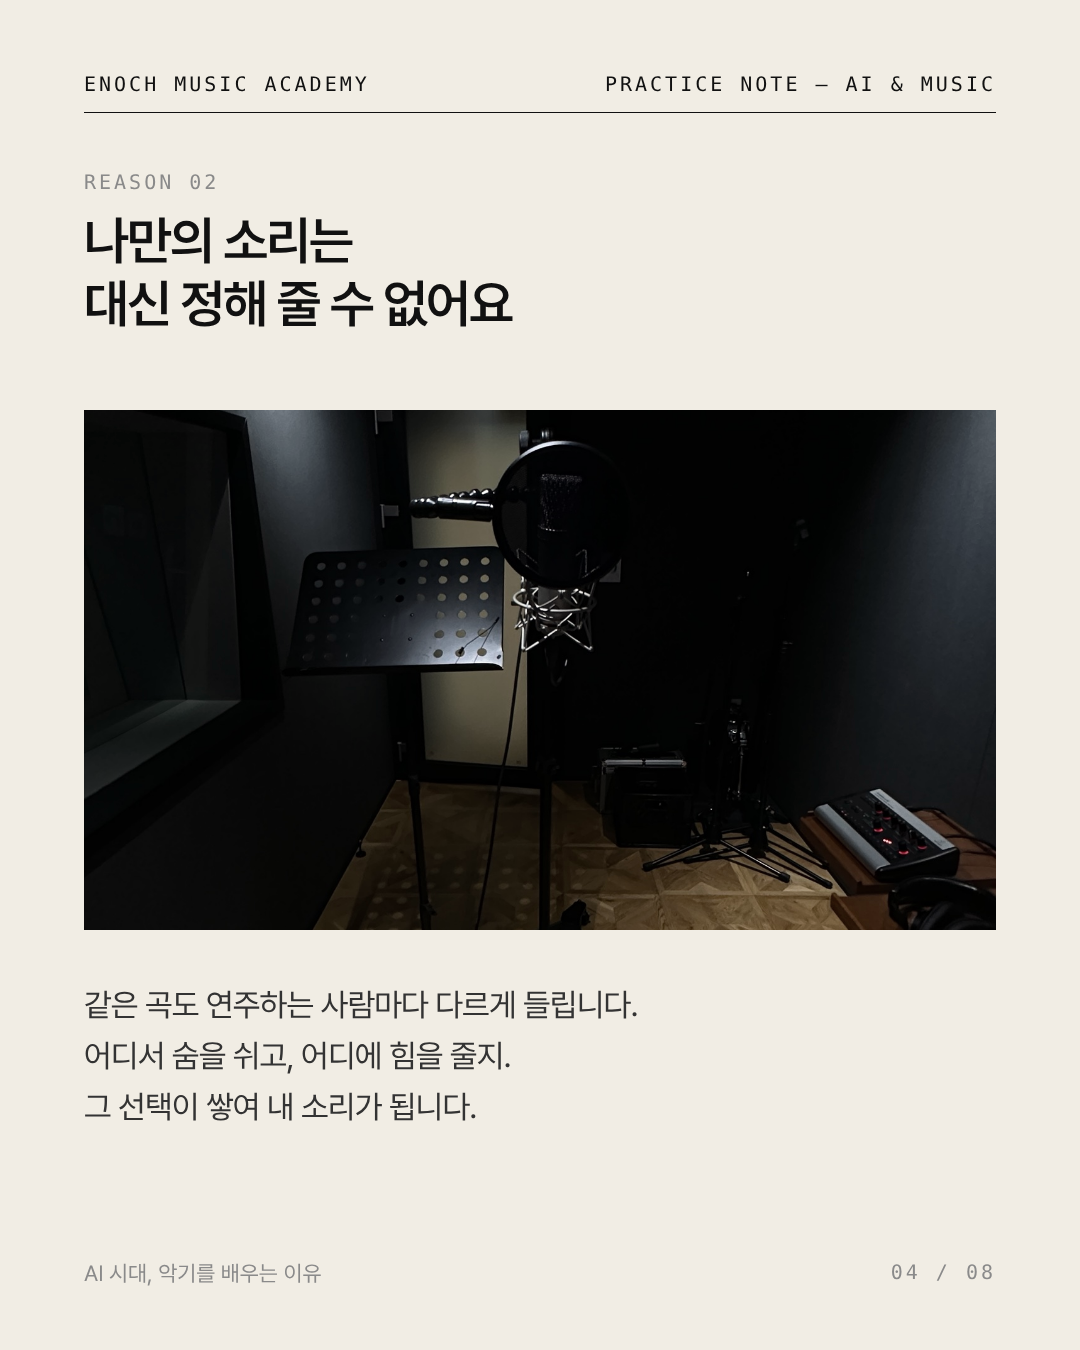 ENOCH MUSIC ACADEMY
PRACTICE NOTE — AI & MUSIC
REASON 02
나만의 소리는
대신 정해 줄 수 없어요
같은 곡도 연주하는 사람마다 다르게 들립니다.
어디서 숨을 쉬고, 어디에 힘을 줄지.
그 선택이 쌓여 내 소리가 됩니다.
AI 시대, 악기를 배우는 이유
04 / 08